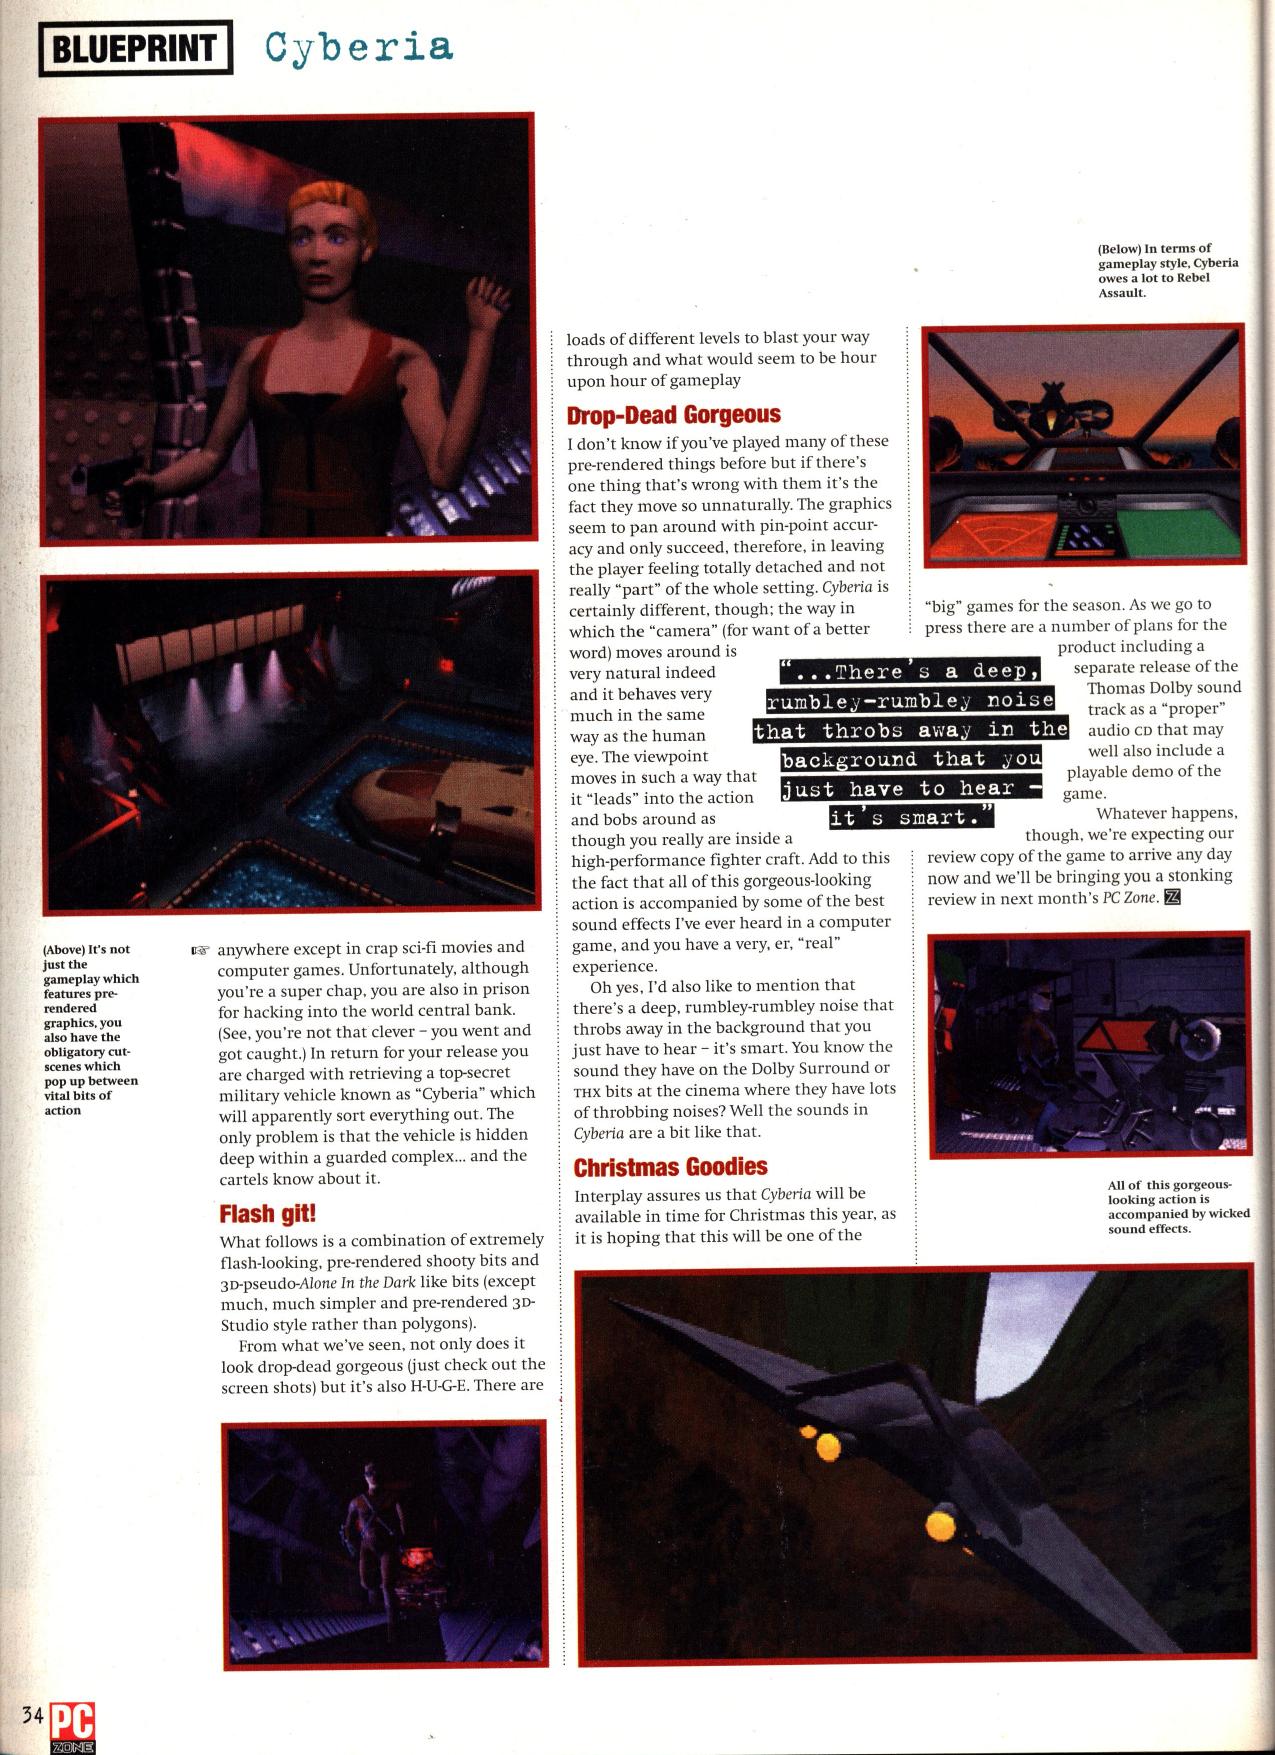 BLUEPRINT Cyberia
(Above) It's not
just the
gameplay which
features pre-
rendered
graphics, you
also have the
obligatory cut-
scenes which
pop up between
vital bits of
action
☞ anywhere except in crap sci-fi movies and
computer games. Unfortunately, although
you're a super chap, you are also in prison
for hacking into the world central bank.
(See, you're not that clever – you went and
got caught.) In return for your release you
are charged with retrieving a top-secret
military vehicle known as “Cyberia” which
will apparently sort everything out. The
only problem is that the vehicle is hidden
deep within a guarded complex... and the
cartels know about it.
Flash git!
What follows is a combination of extremely
flash-looking, pre-rendered shooty bits and
3D-pseudo-Alone In the Dark like bits (except
much, much simpler and pre-rendered 3D-
Studio style rather than polygons).
From what we've seen, not only does it
look drop-dead gorgeous (just check out the
screen shots) but it's also H-U-G-E. There are
loads of different levels to blast your way
through and what would seem to be hour
upon hour of gameplay
Drop-Dead Gorgeous
I don't know if you've played many of these
pre-rendered things before but if there's
one thing that's wrong with them it's the
fact they move so unnaturally. The graphics
seem to pan around with pin-point accur-
acy and only succeed, therefore, in leaving
the player feeling totally detached and not
really “part” of the whole setting. Cyberia is
certainly different, though; the way in
which the “camera” (for want of a better
word) moves around is
very natural indeed
and it behaves very
much in the same
way as the human
eye. The viewpoint
moves in such a way that
it “leads” into the action
and bobs around as
though you really are inside a
high-performance fighter craft. Add to this
the fact that all of this gorgeous-looking
action is accompanied by some of the best
sound effects I've ever heard in a computer
game, and you have a very, er, “real”
experience.
Oh yes, I'd also like to mention that
there's a deep, rumbley-rumbley noise that
throbs away in the background that you
just have to hear – it's smart. You know the
sound they have on the Dolby Surround or
THX bits at the cinema where they have lots
of throbbing noises? Well the sounds in
Cyberia are a bit like that.
Christmas Goodies
Interplay assures us that Cyberia will be
available in time for Christmas this year, as
it is hoping that this will be one of the
“...There's a deep,
rumbley-rumbley noise
that throbs away in the
background that you
just have to hear –
it's smart.”
(Below) In terms of
gameplay style, Cyberia
owes a lot to Rebel
Assault.
“big” games for the season. As we go to
press there are a number of plans for the
product including a
separate release of the
Thomas Dolby sound
track as a “proper”
audio CD that may
well also include a
playable demo of the
game.
Whatever happens,
though, we're expecting our
review copy of the game to arrive any day
now and we'll be bringing you a stonking
review in next month's PC Zone. Z
All of this gorgeous-
looking action is
accompanied by wicked
sound effects.
34 PC
ZONE